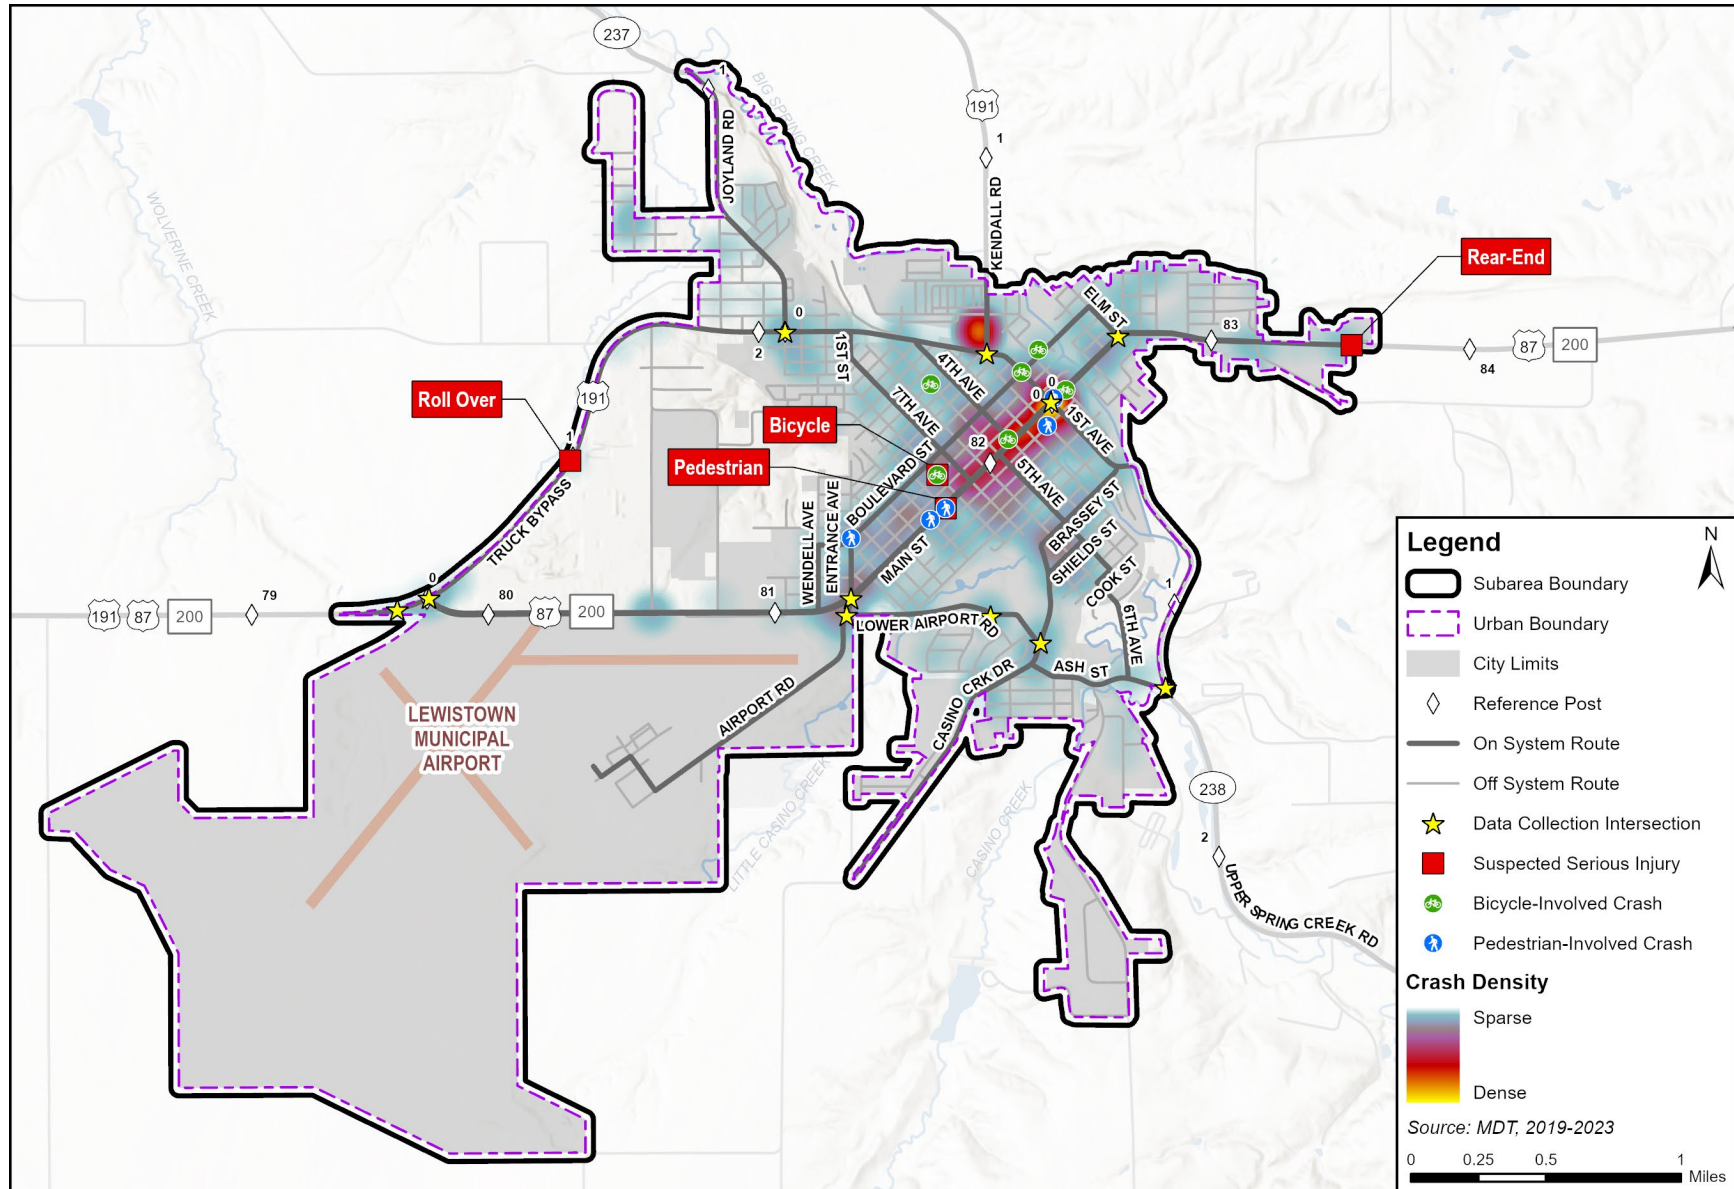 237
1
BIG SPRING CREEK
191
1
JOYLAND RD
KENDALL RD
WOLVERINE CREEK
Rear-End
ELM ST
0
2
83
87
200
84
1ST ST
4TH AVE
191
Roll Over
7TH AVE
0
0
1ST AVE
Bicycle
82
1
Pedestrian
BOULEVARD ST
5TH AVE
BRASSEY ST
WENDELL AVE
ENTRANCE AVE
MAIN ST
SHIELDS ST
TRUCK BYPASS
COOK ST
0
1
79
80
81
191
87
200
87
200
LOWER AIRPORT RD
6TH AVE
ASH ST
CASINO CRK DR
AIRPORT RD
LEWISTOWN
MUNICIPAL
AIRPORT
LITTLE CASINO CREEK
CASINO CREEK
238
2
UPPER SPRING CREEK RD
Legend
N
Subarea Boundary
Urban Boundary
City Limits
Reference Post
On System Route
Off System Route
Data Collection Intersection
Suspected Serious Injury
Bicycle-Involved Crash
Pedestrian-Involved Crash
Crash Density
Sparse
Dense
Source: MDT, 2019-2023
0 0.25 0.5 1
Miles